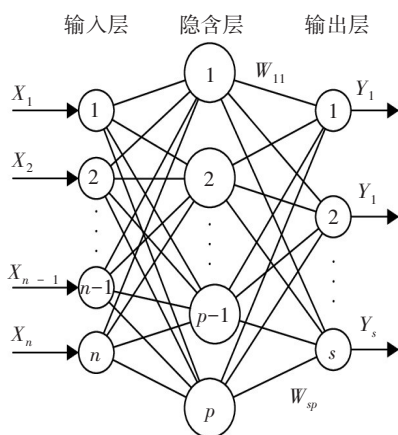 输入层 隐含层 输出层
1 W11
X1 1 1 Y1
X2 2 2 2 Y1
Xn-1 n-1 p-1
Xn n s Ys
p Wsp